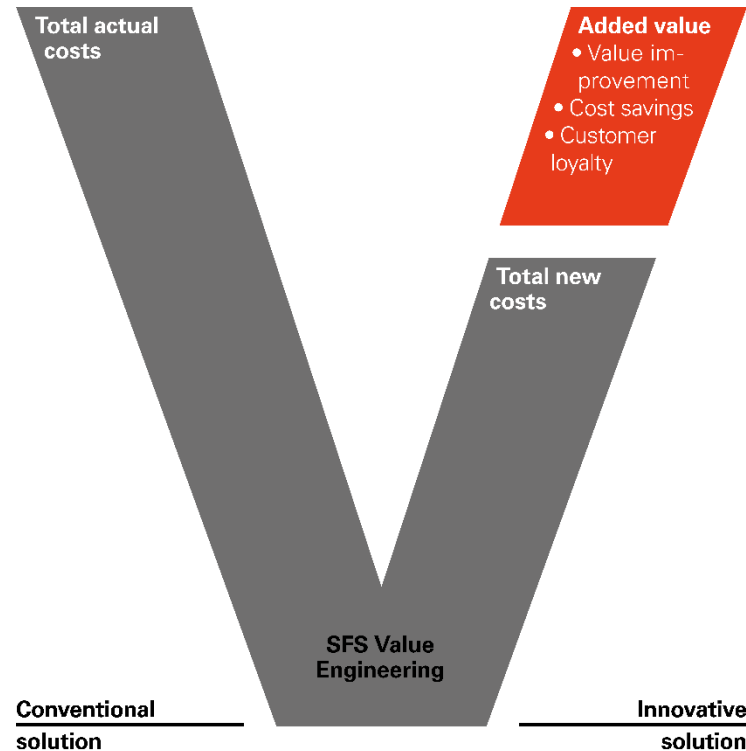 Total actual
costs
Added value
• Value im-
provement
• Cost savings
• Customer
loyalty
Total new
costs
SFS Value
Engineering
Conventional
solution
Innovative
solution